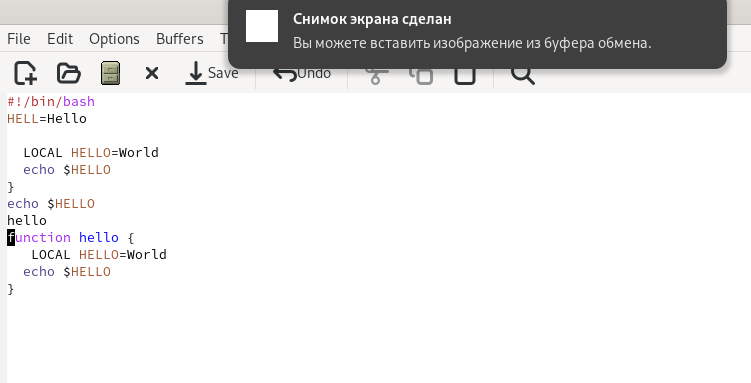 Снимок экрана сделан
Вы можете вставить изображение из буфера обмена.
File Edit Options Buffers
Save Undo
#!/bin/bash
HELL=Hello
LOCAL HELLO=World
echo $HELLO
}
echo $HELLO
hello
function hello {
LOCAL HELLO=World
echo $HELLO
}